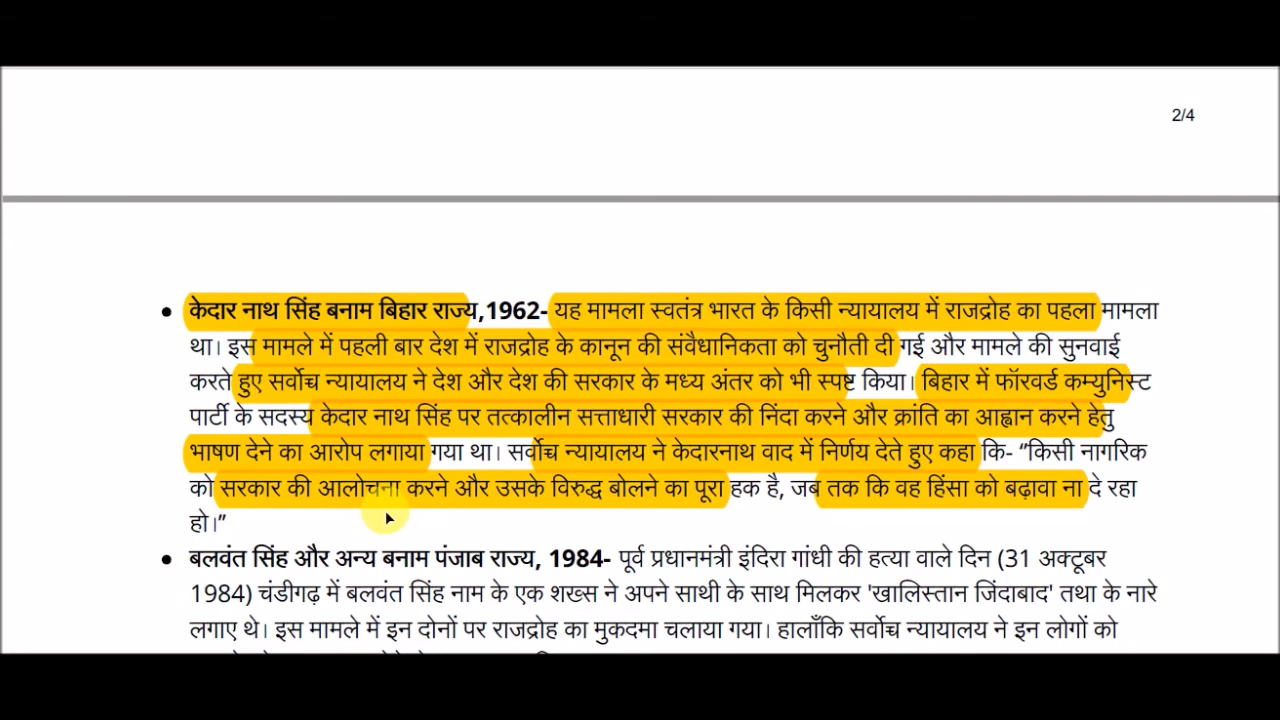 2/4
• केदार नाथ सिंह बनाम बिहार राज्य,1962- यह मामला स्वतंत्र भारत के किसी न्यायालय में राजद्रोह का पहला मामला
था। इस मामले में पहली बार देश में राजद्रोह के कानून की संवैधानिकता को चुनौती दी गई और मामले की सुनवाई
करते हुए सर्वोच्च न्यायालय ने देश और देश की सरकार के मध्य अंतर को भी स्पष्ट किया। बिहार में फॉरवर्ड कम्युनिस्ट
पार्टी के सदस्य केदार नाथ सिंह पर तत्कालीन सत्ताधारी सरकार की निंदा करने और क्रांति का आह्वान करने हेतु
भाषण देने का आरोप लगाया गया था। सर्वोच्च न्यायालय ने केदारनाथ वाद में निर्णय देते हुए कहा कि- “किसी नागरिक
को सरकार की आलोचना करने और उसके विरुद्ध बोलने का पूरा हक है, जब तक कि वह हिंसा को बढ़ावा ना दे रहा
हो।”
• बलवंत सिंह और अन्य बनाम पंजाब राज्य, 1984- पूर्व प्रधानमंत्री इंदिरा गांधी की हत्या वाले दिन (31 अक्टूबर
1984) चंडीगढ़ में बलवंत सिंह नाम के एक शख्स ने अपने साथी के साथ मिलकर 'खालिस्तान जिंदाबाद' तथा के नारे
लगाए थे। इस मामले में इन दोनों पर राजद्रोह का मुकदमा चलाया गया। हालाँकि सर्वोच्च न्यायालय ने इन लोगों को